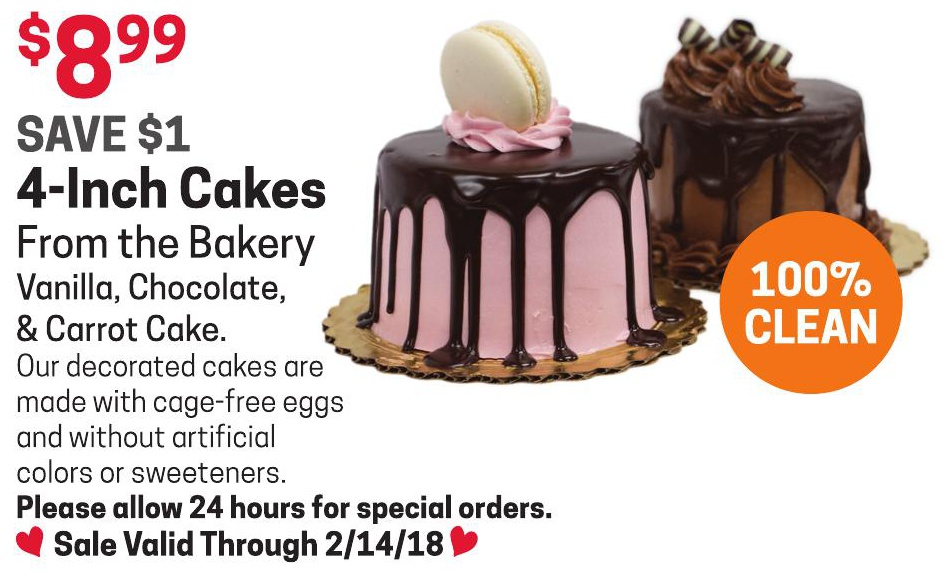 $8.99
SAVE $1
4-Inch Cakes
From the Bakery
Vanilla, Chocolate,
& Carrot Cake.
Our decorated cakes are
made with cage-free eggs
and without artificial
colors or sweeteners.
Please allow 24 hours for special orders.
Sale Valid Through 2/14/18
100%
CLEAN